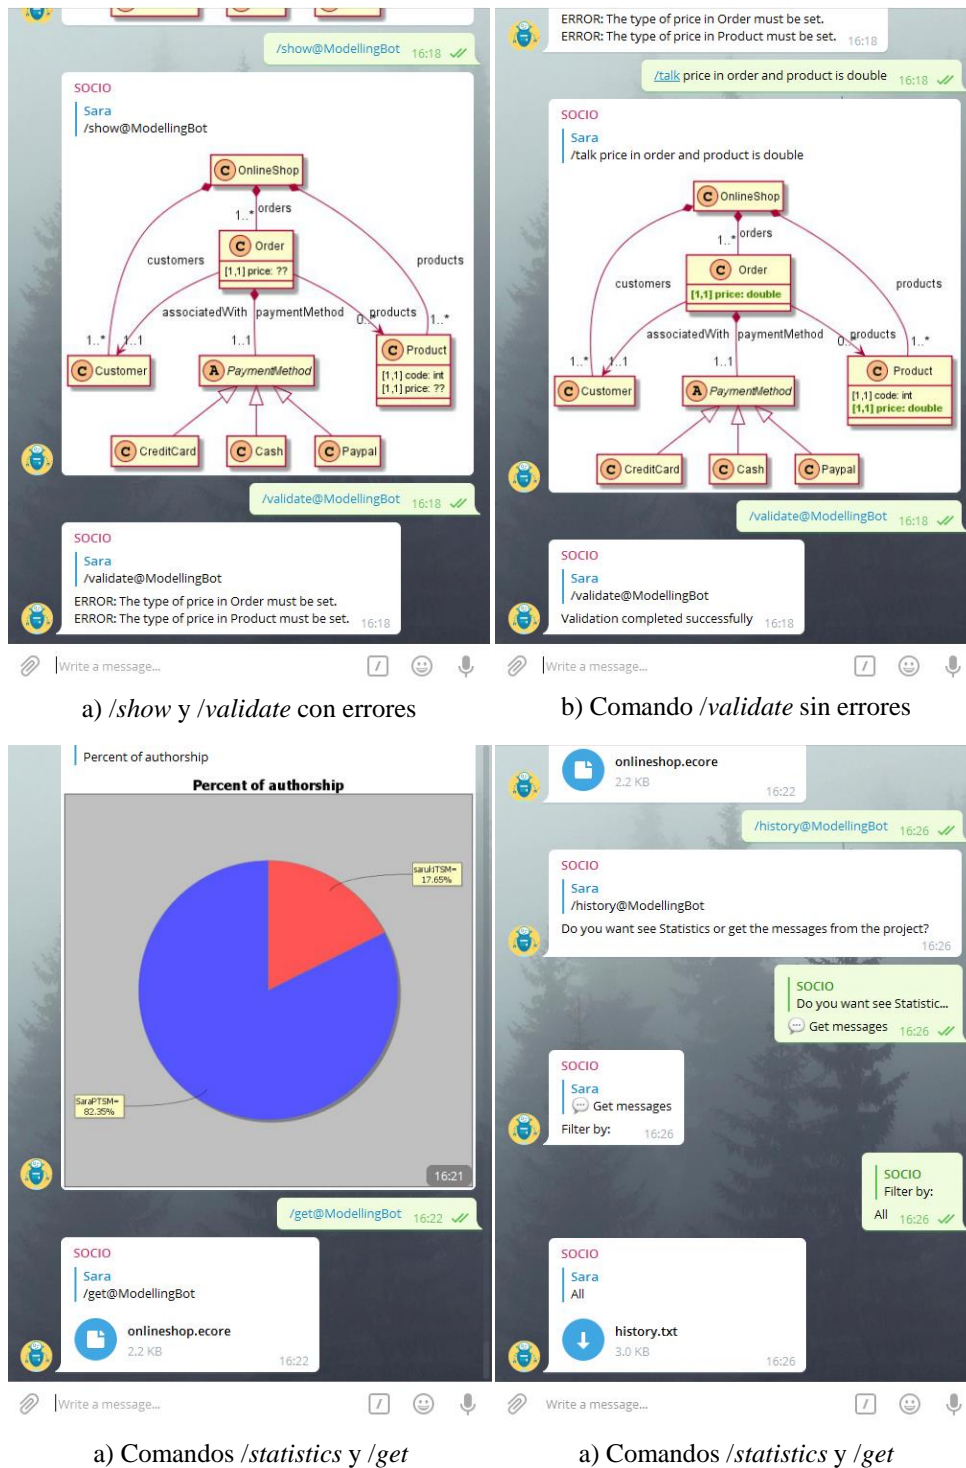 /show@ModellingBot 16:18
SOCIO
Sara
/show@ModellingBot
C OnlineShop
1..* orders
C Order
[1,1] price: ??
customers
products
associatedWith paymentMethod 0..* products
1..* 1..1 1..1 1..*
C Customer
A PaymentMethod
C Product
[1,1] code: int
[1,1] price: ??
C CreditCard C Cash C Paypal
/validate@ModellingBot 16:18
SOCIO
Sara
/validate@ModellingBot
ERROR: The type of price in Order must be set.
ERROR: The type of price in Product must be set. 16:18
Write a message...
a) /show y /validate con errores
ERROR: The type of price in Order must be set.
ERROR: The type of price in Product must be set. 16:18
/talk price in order and product is double 16:18
SOCIO
Sara
/talk price in order and product is double
C OnlineShop
1..* orders
C Order
[1,1] price: double
customers
products
associatedWith paymentMethod 0..* products
1..* 1..1 1..1 1..*
C Customer
A PaymentMethod
C Product
[1,1] code: int
[1,1] price: double
C CreditCard C Cash C Paypal
/validate@ModellingBot 16:18
SOCIO
Sara
/validate@ModellingBot
Validation completed successfully 16:18
Write a message...
b) Comando /validate sin errores
Percent of authorship
Percent of authorship
sarukiTSM=
17.65%
SaraPTSM=
82.35%
16:21
/get@ModellingBot 16:22
SOCIO
Sara
/get@ModellingBot
onlineshop.ecore
2.2 KB
16:22
Write a message...
a) Comandos /statistics y /get
onlineshop.ecore
2.2 KB
16:22
/history@ModellingBot 16:26
SOCIO
Sara
/history@ModellingBot
Do you want see Statistics or get the messages from the project?
16:26
SOCIO
Do you want see Statistic...
Get messages 16:26
SOCIO
Sara
Get messages
Filter by: 16:26
SOCIO
Filter by:
All 16:26
SOCIO
Sara
All
history.txt
3.0 KB
16:26
Write a message...
a) Comandos /statistics y /get